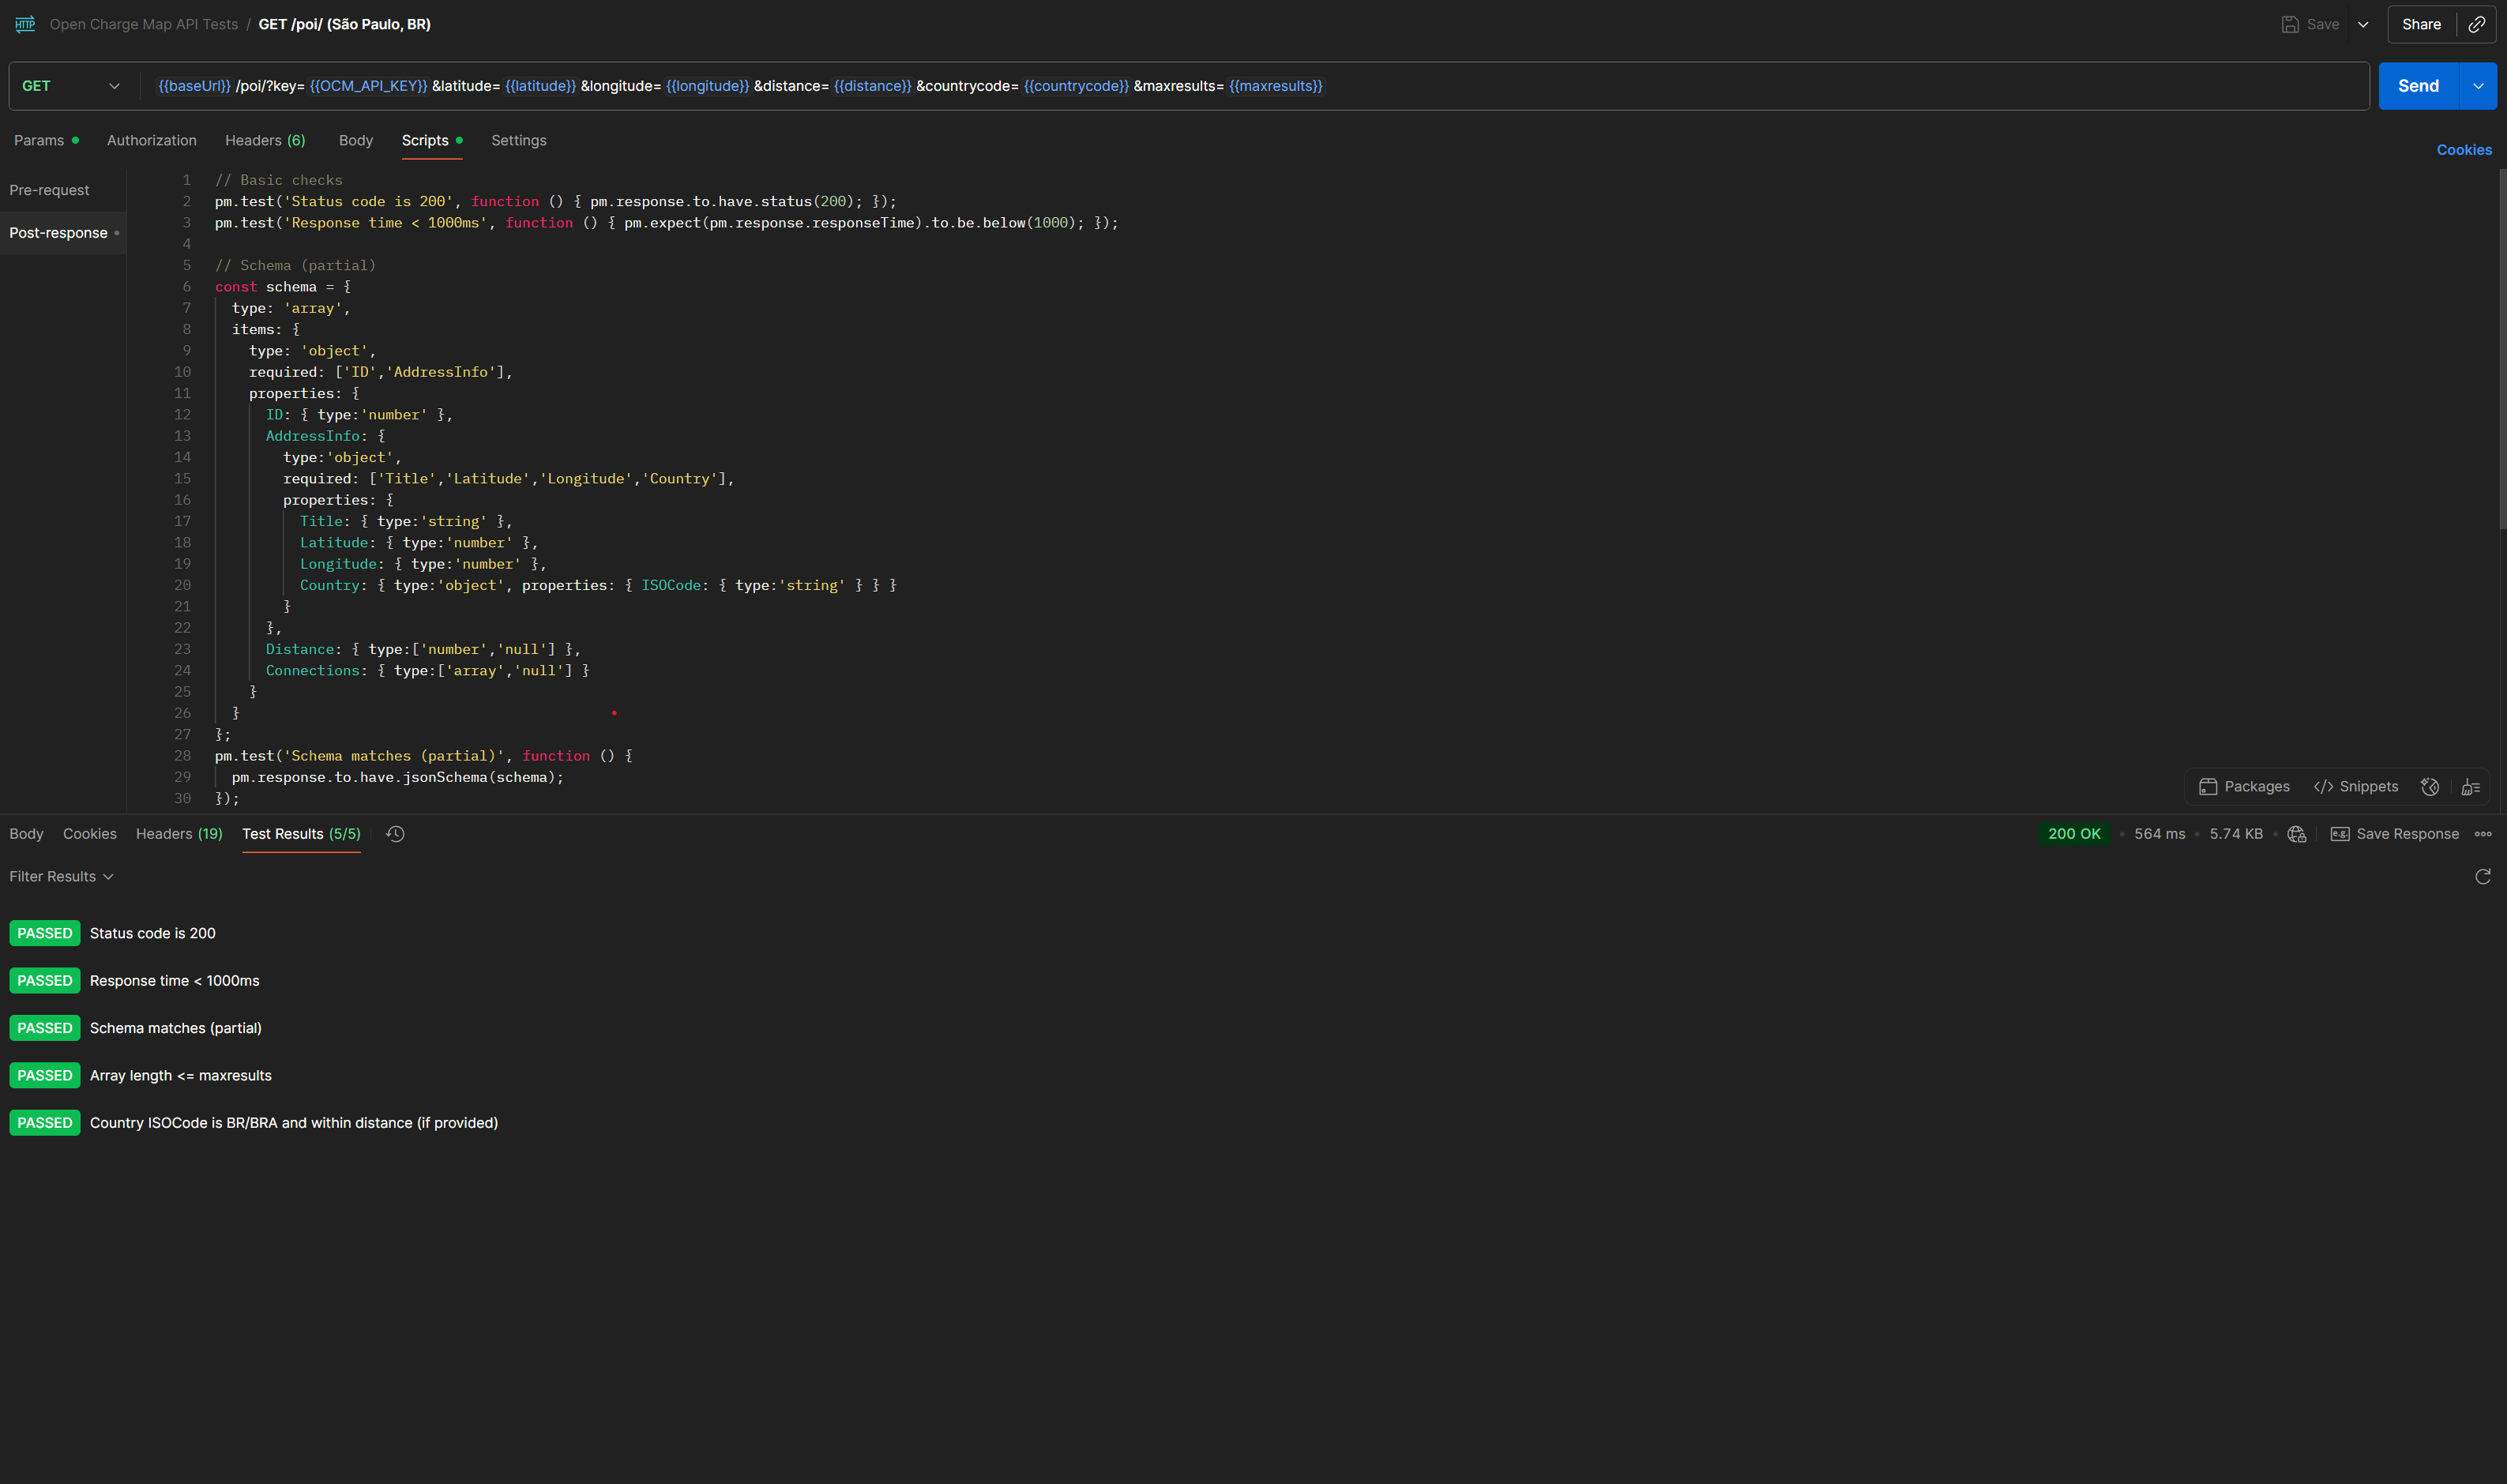 HTTP Open Charge Map API Tests / GET /poi/ (São Paulo, BR) Save Share
GET {{baseUrl}} /poi/?key= {{OCM_API_KEY}} &latitude= {{latitude}} &longitude= {{longitude}} &distance= {{distance}} &countrycode= {{countrycode}} &maxresults= {{maxresults}} Send
Params Authorization Headers (6) Body Scripts Settings Cookies
Pre-request
Post-response
1 // Basic checks
2 pm.test('Status code is 200', function () { pm.response.to.have.status(200); });
3 pm.test('Response time < 1000ms', function () { pm.expect(pm.response.responseTime).to.be.below(1000); });
4
5 // Schema (partial)
6 const schema = {
7   type: 'array',
8   items: {
9     type: 'object',
10     required: ['ID','AddressInfo'],
11     properties: {
12       ID: { type:'number' },
13       AddressInfo: {
14         type:'object',
15         required: ['Title','Latitude','Longitude','Country'],
16         properties: {
17           Title: { type:'string' },
18           Latitude: { type:'number' },
19           Longitude: { type:'number' },
20           Country: { type:'object', properties: { ISOCode: { type:'string' } } }
21         }
22       },
23       Distance: { type:['number','null'] },
24       Connections: { type:['array','null'] }
25     }
26   }
27 };
28 pm.test('Schema matches (partial)', function () {
29   pm.response.to.have.jsonSchema(schema);
30 });
Packages </> Snippets
Body Cookies Headers (19) Test Results (5/5) 200 OK • 564 ms • 5.74 KB • e.g. Save Response
Filter Results
PASSED Status code is 200
PASSED Response time < 1000ms
PASSED Schema matches (partial)
PASSED Array length <= maxresults
PASSED Country ISOCode is BR/BRA and within distance (if provided)